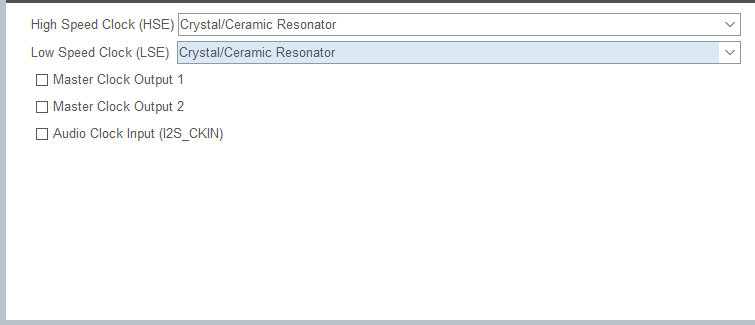 High Speed Clock (HSE) Crystal/Ceramic Resonator
Low Speed Clock (LSE) Crystal/Ceramic Resonator
Master Clock Output 1
Master Clock Output 2
Audio Clock Input (I2S_CKIN)